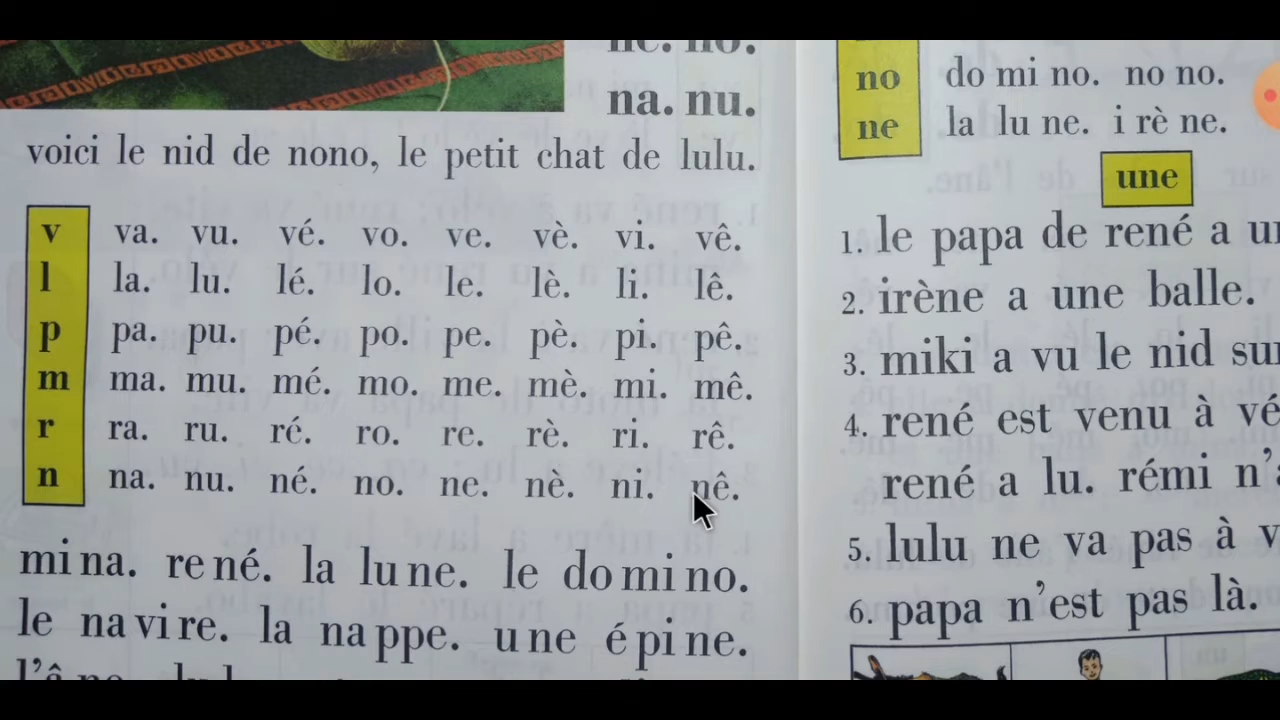 ne. no.
na. nu.
voici le nid de nono, le petit chat de lulu.
v va. vu. vé. vo. ve. vè. vi. vê.
l la. lu. lé. lo. le. lè. li. lê.
p pa. pu. pé. po. pe. pè. pi. pê.
m ma. mu. mé. mo. me. mè. mi. mê.
r ra. ru. ré. ro. re. rè. ri. rê.
n na. nu. né. no. ne. nè. ni. nê.
mi na. re né. la lu ne. le do mi no.
le na vi re. la na ppe. u ne é pi ne.
no do mi no. no no.
ne la lu ne. i rè ne.
une
1. le papa de rené a
2. irène a une balle.
3. miki a vu le nid
4. rené est venu à
rené a lu. rémi
5. lulu ne va pas à
6. papa n'est pas là.